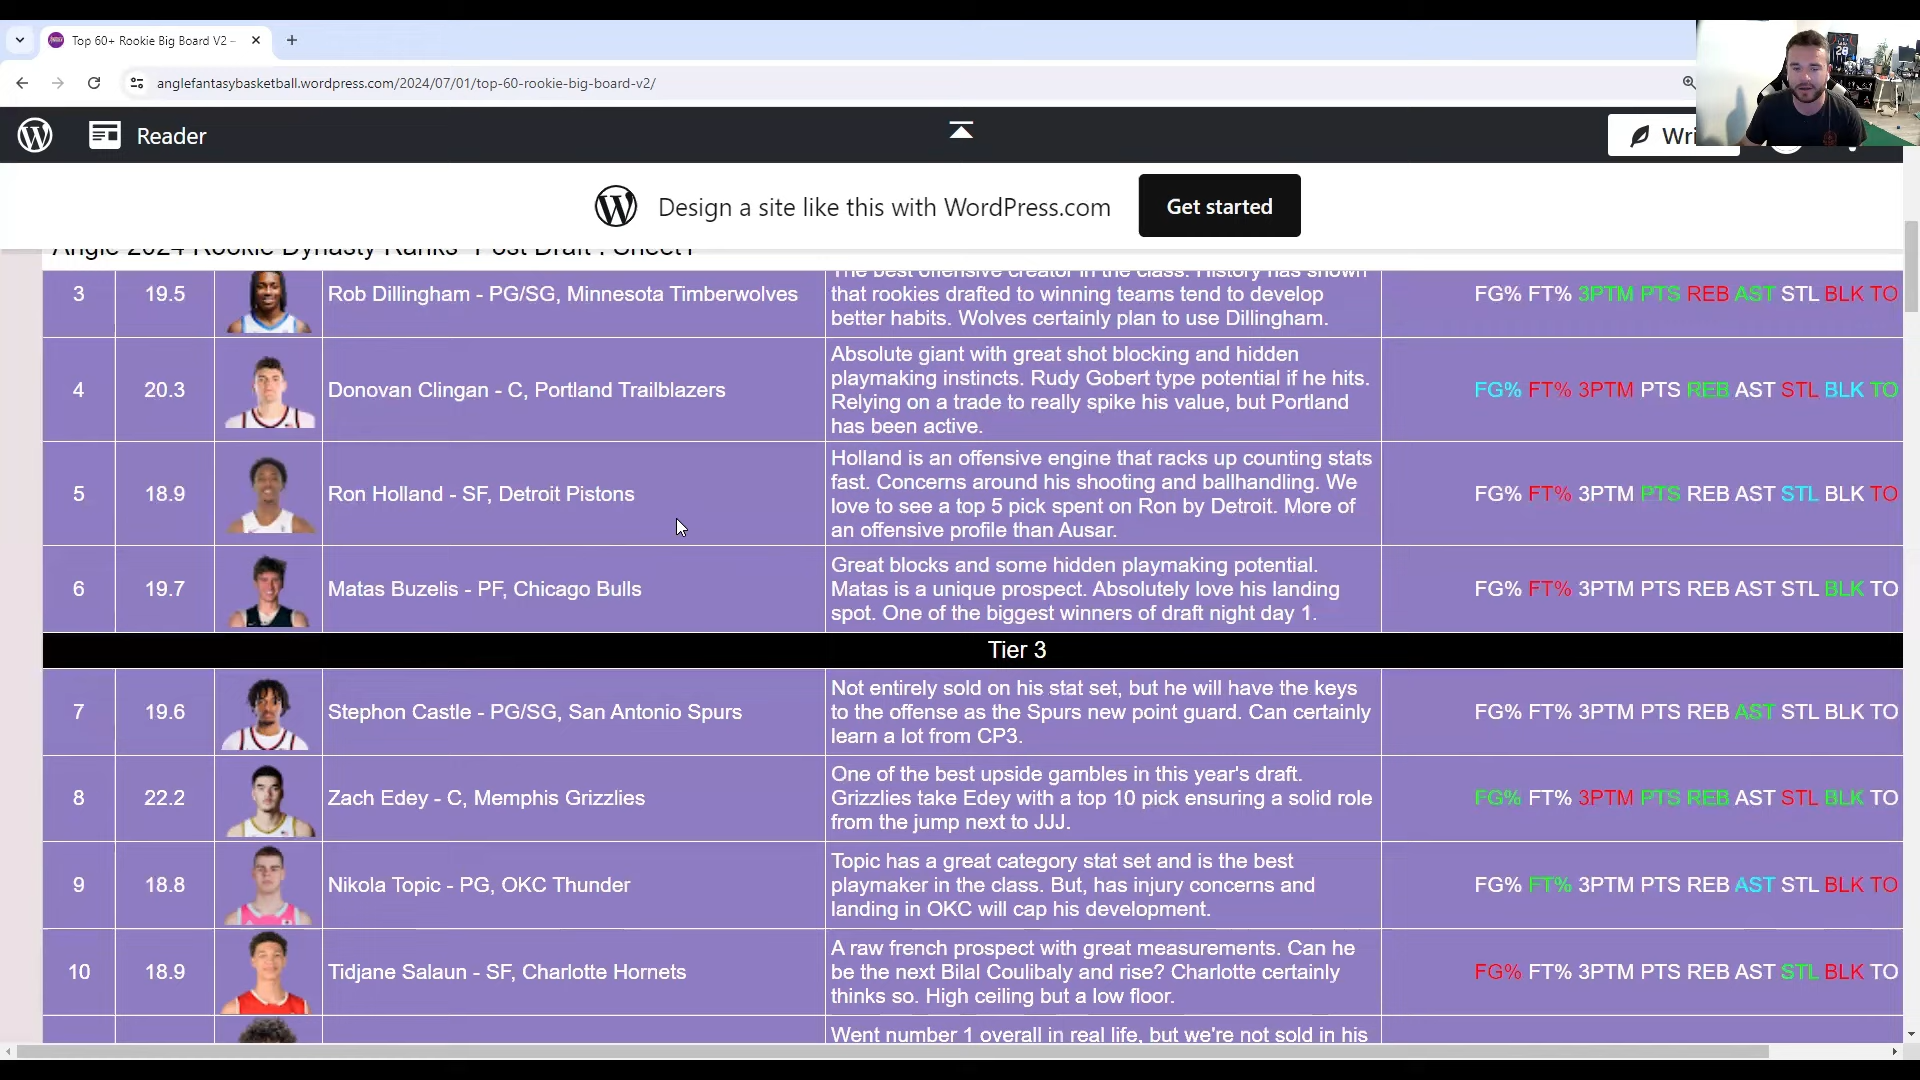 Top 60+ Rookie Big Board V2 –
anglefantasybasketball.wordpress.com/2024/07/01/top-60-rookie-big-board-v2/
Reader
Design a site like this with WordPress.com
Get started
Angle 2024 Rookie Dynasty Ranks- Post Draft : Sheet1
3
19.5
Rob Dillingham - PG/SG, Minnesota Timberwolves
The best offensive creator in the class. History has shown
that rookies drafted to winning teams tend to develop
better habits. Wolves certainly plan to use Dillingham.
FG% FT% 3PTM PTS REB AST STL BLK TO
4
20.3
Donovan Clingan - C, Portland Trailblazers
Absolute giant with great shot blocking and hidden
playmaking instincts. Rudy Gobert type potential if he hits.
Relying on a trade to really spike his value, but Portland
has been active.
FG% FT% 3PTM PTS REB AST STL BLK TO
5
18.9
Ron Holland - SF, Detroit Pistons
Holland is an offensive engine that racks up counting stats
fast. Concerns around his shooting and ballhandling. We
love to see a top 5 pick spent on Ron by Detroit. More of
an offensive profile than Ausar.
FG% FT% 3PTM PTS REB AST STL BLK TO
6
19.7
Matas Buzelis - PF, Chicago Bulls
Great blocks and some hidden playmaking potential.
Matas is a unique prospect. Absolutely love his landing
spot. One of the biggest winners of draft night day 1.
FG% FT% 3PTM PTS REB AST STL BLK TO
Tier 3
7
19.6
Stephon Castle - PG/SG, San Antonio Spurs
Not entirely sold on his stat set, but he will have the keys
to the offense as the Spurs new point guard. Can certainly
learn a lot from CP3.
FG% FT% 3PTM PTS REB AST STL BLK TO
8
22.2
Zach Edey - C, Memphis Grizzlies
One of the best upside gambles in this year's draft.
Grizzlies take Edey with a top 10 pick ensuring a solid role
from the jump next to JJJ.
FG% FT% 3PTM PTS REB AST STL BLK TO
9
18.8
Nikola Topic - PG, OKC Thunder
Topic has a great category stat set and is the best
playmaker in the class. But, has injury concerns and
landing in OKC will cap his development.
FG% FT% 3PTM PTS REB AST STL BLK TO
10
18.9
Tidjane Salaun - SF, Charlotte Hornets
A raw french prospect with great measurements. Can he
be the next Bilal Coulibaly and rise? Charlotte certainly
thinks so. High ceiling but a low floor.
FG% FT% 3PTM PTS REB AST STL BLK TO
Went number 1 overall in real life, but we're not sold in his